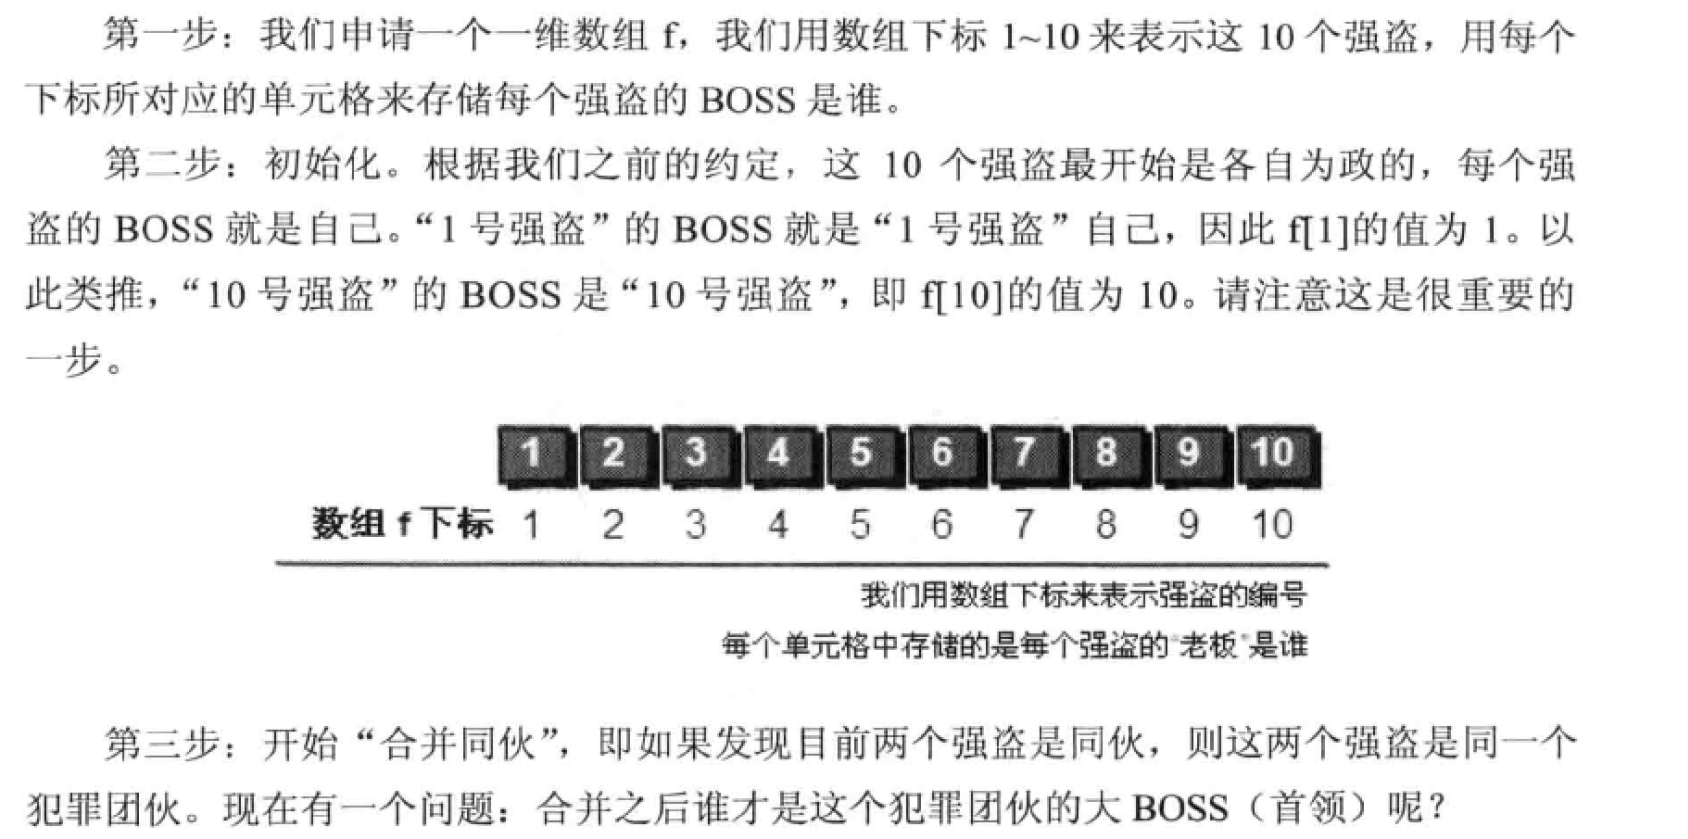 第一步：我们申请一个一维数组 f，我们用数组下标 1~10 来表示这 10 个强盗，用每个
下标所对应的单元格来存储每个强盗的 BOSS 是谁。
第二步：初始化。根据我们之前的约定，这 10 个强盗最开始是各自为政的，每个强
盗的 BOSS 就是自己。“1 号强盗”的 BOSS 就是“1 号强盗”自己，因此 f[1]的值为 1。以
此类推，“10 号强盗”的 BOSS 是“10 号强盗”，即 f[10]的值为 10。请注意这是很重要的
一步。
1 2 3 4 5 6 7 8 9 10
数组 f 下标 1 2 3 4 5 6 7 8 9 10
我们用数组下标来表示强盗的编号
每个单元格中存储的是每个强盗的“老板”是谁
第三步：开始“合并同伙”，即如果发现目前两个强盗是同伙，则这两个强盗是同一个
犯罪团伙。现在有一个问题：合并之后谁才是这个犯罪团伙的大 BOSS（首领）呢？